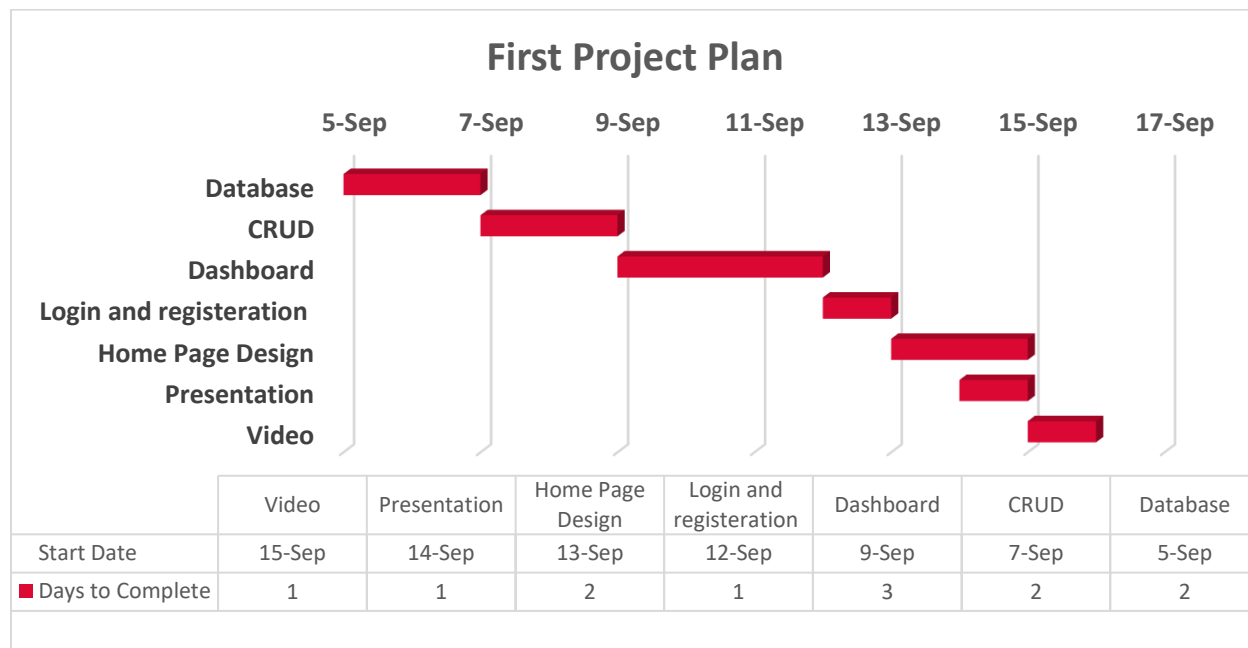 First Project Plan
5-Sep 7-Sep 9-Sep 11-Sep 13-Sep 15-Sep 17-Sep
Database
CRUD
Dashboard
Login and registeration
Home Page Design
Presentation
Video
Video Presentation Home Page Design Login and registeration Dashboard CRUD Database
Start Date 15-Sep 14-Sep 13-Sep 12-Sep 9-Sep 7-Sep 5-Sep
Days to Complete 1 1 2 1 3 2 2